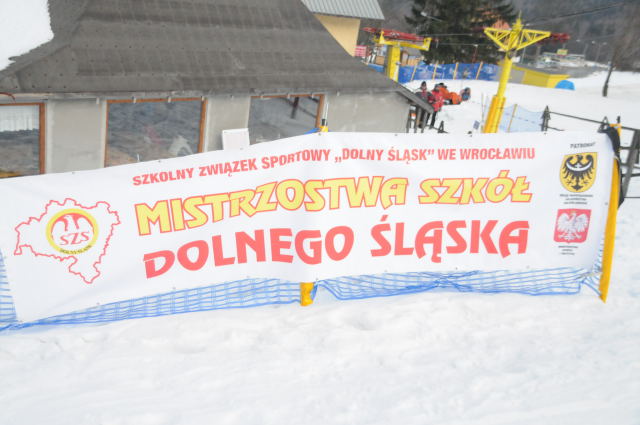 SZKOLNY ZWIĄZEK SPORTOWY „DOLNY ŚLĄSK" WE WROCŁAWIU
MISTRZOSTWA SZKÓŁ
DOLNEGO ŚLĄSKA
SZS
PATRONAT